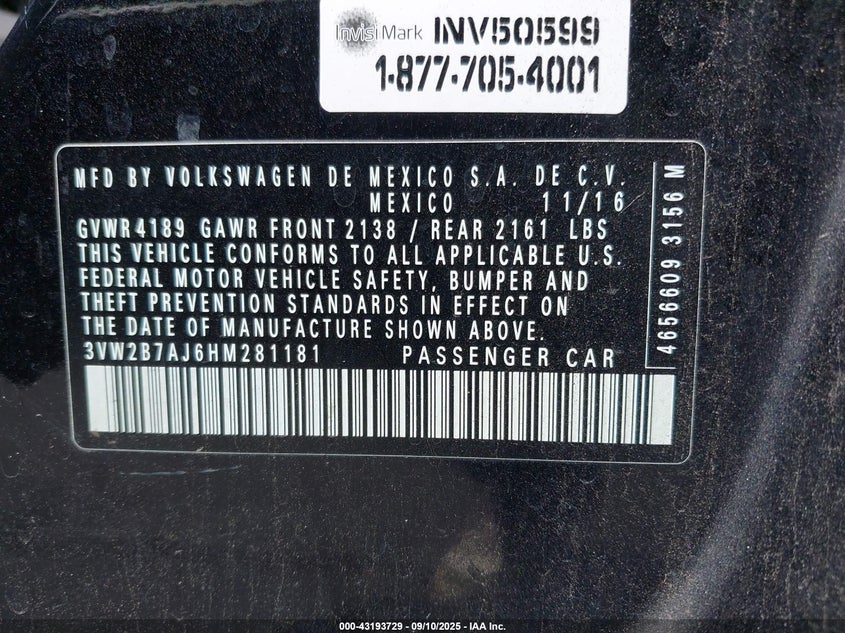 InvisiMark INV50599
1-877-705-4001
MFD BY VOLKSWAGEN DE MEXICO S.A. DE C.V.
MEXICO 11/16
GVWR 4189 GAWR FRONT 2138 / REAR 2161 LBS
THIS VEHICLE CONFORMS TO ALL APPLICABLE U.S.
FEDERAL MOTOR VEHICLE SAFETY, BUMPER AND
THEFT PREVENTION STANDARDS IN EFFECT ON
THE DATE OF MANUFACTURE SHOWN ABOVE.
3VW2B7AJ6HM281181 PASSENGER CAR
4656609 3156 M
000-43193729 - 09/10/2025 - IAA Inc.